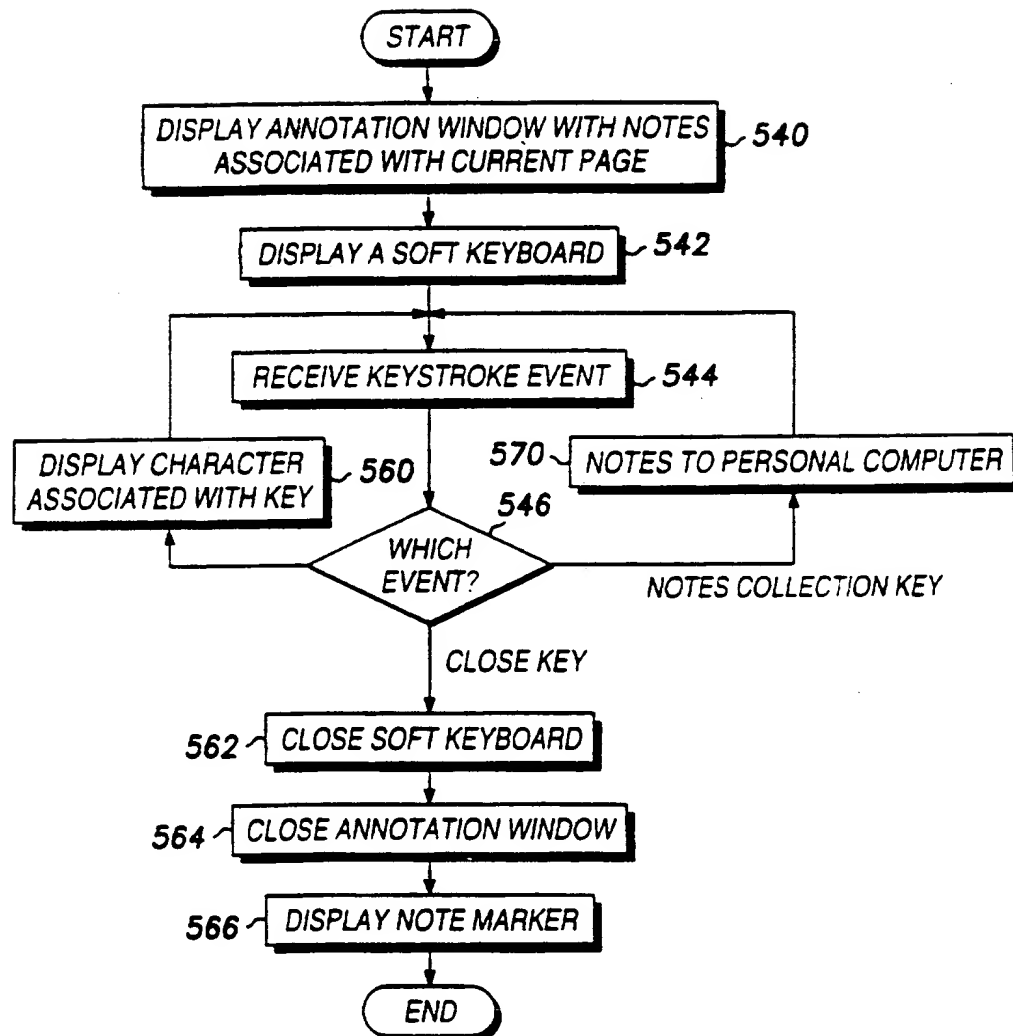 START
DISPLAY ANNOTATION WINDOW WITH NOTES
ASSOCIATED WITH CURRENT PAGE
540
DISPLAY A SOFT KEYBOARD
542
RECEIVE KEYSTROKE EVENT
544
DISPLAY CHARACTER
ASSOCIATED WITH KEY
560
570
NOTES TO PERSONAL COMPUTER
546
WHICH
EVENT?
NOTES COLLECTION KEY
CLOSE KEY
562
CLOSE SOFT KEYBOARD
564
CLOSE ANNOTATION WINDOW
566
DISPLAY NOTE MARKER
END